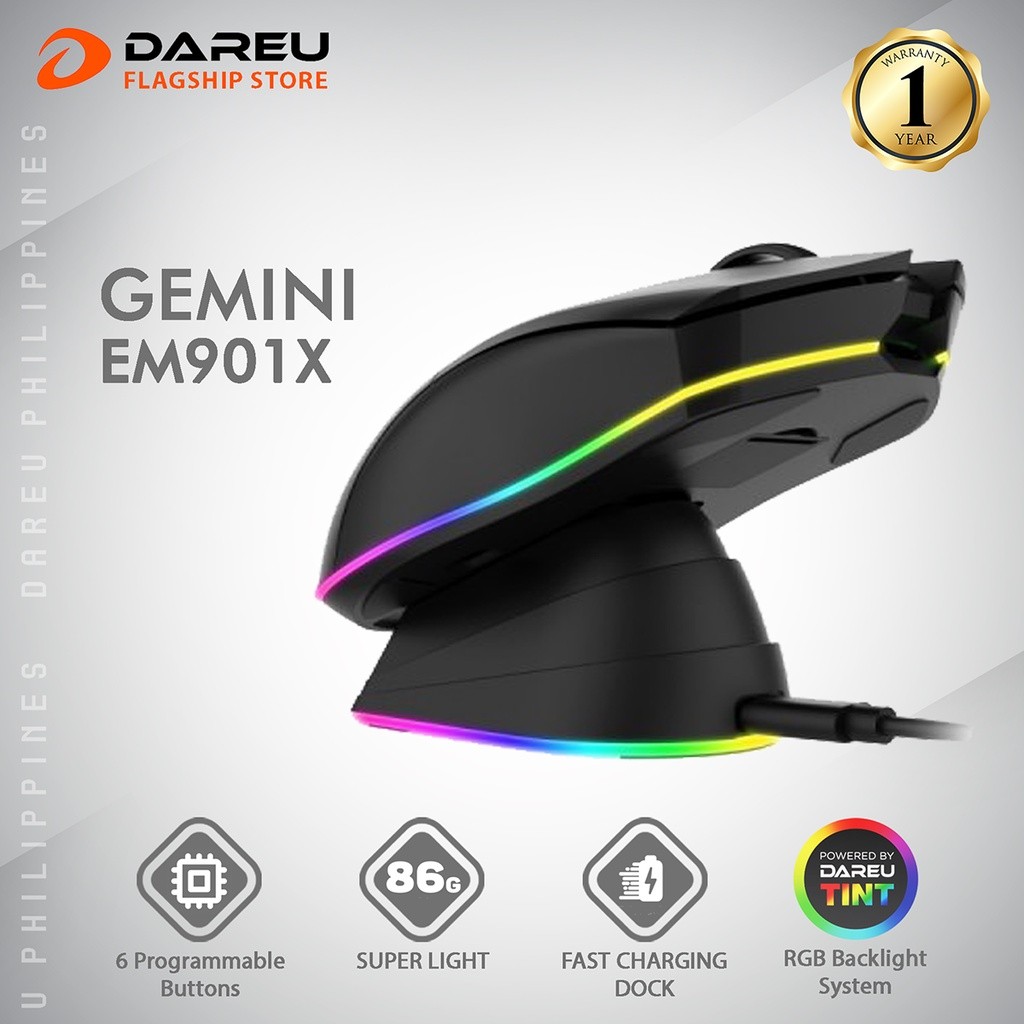 DAREU
FLAGSHIP STORE
WARRANTY
1
YEAR
U PHILIPPINES DAREU PHILIPPINES
GEMINI
EM901X
86G
POWERED BY
DAREU
TINT
6 Programmable
Buttons
SUPER LIGHT
FAST CHARGING
DOCK
RGB Backlight
System